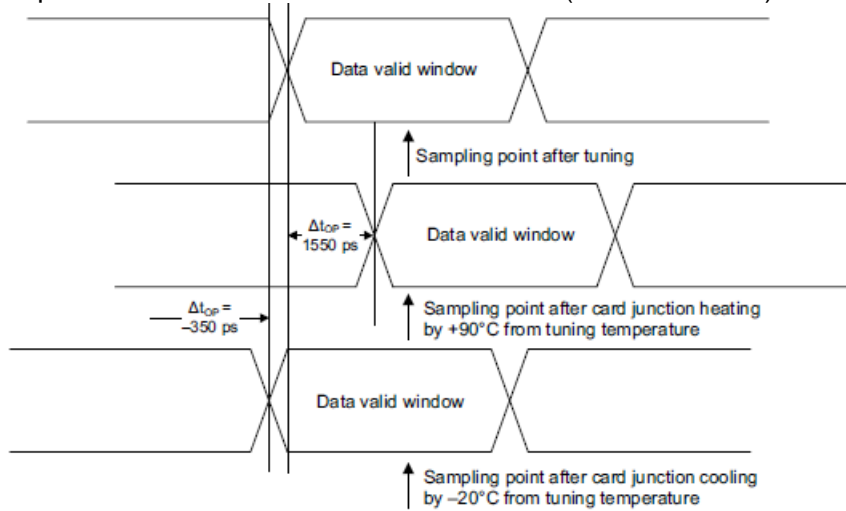 Data valid window
Sampling point after tuning
ΔtOP =
1550 ps
Data valid window
ΔtOP =
–350 ps
Sampling point after card junction heating
by +90°C from tuning temperature
Data valid window
Sampling point after card junction cooling
by –20°C from tuning temperature